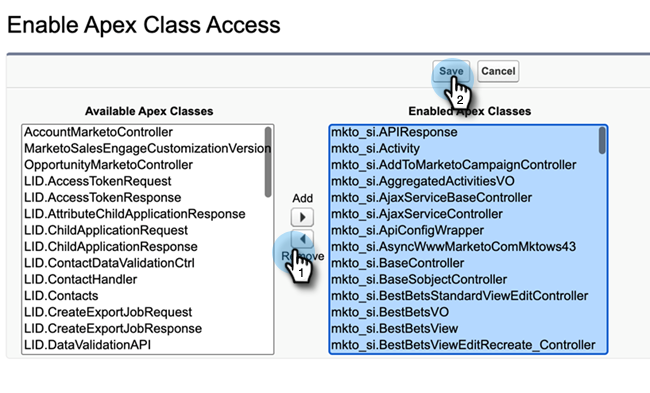 Enable Apex Class Access
Save
Cancel
2
Available Apex Classes
Enabled Apex Classes
AccountMarketoController
MarketoSalesEngageCustomizationVersion
OpportunityMarketoController
LID.AccessTokenRequest
LID.AccessTokenResponse
LID.AttributeChildApplicationResponse
LID.ChildApplicationRequest
LID.ChildApplicationResponse
LID.ContactDataValidationCtrl
LID.ContactHandler
LID.Contacts
LID.CreateExportJobRequest
LID.CreateExportJobResponse
LID.DataValidationAPI
Add
Remove
1
mkto_si.APIResponse
mkto_si.Activity
mkto_si.AddToMarketoCampaignController
mkto_si.AggregatedActivitiesVO
mkto_si.AjaxServiceBaseController
mkto_si.AjaxServiceController
mkto_si.ApiConfigWrapper
mkto_si.AsyncWwwMarketoComMktows43
mkto_si.BaseController
mkto_si.BaseSobjectController
mkto_si.BestBetsStandardViewEditController
mkto_si.BestBetsVO
mkto_si.BestBetsView
mkto_si.BestBetsViewEditRecreate_Controller